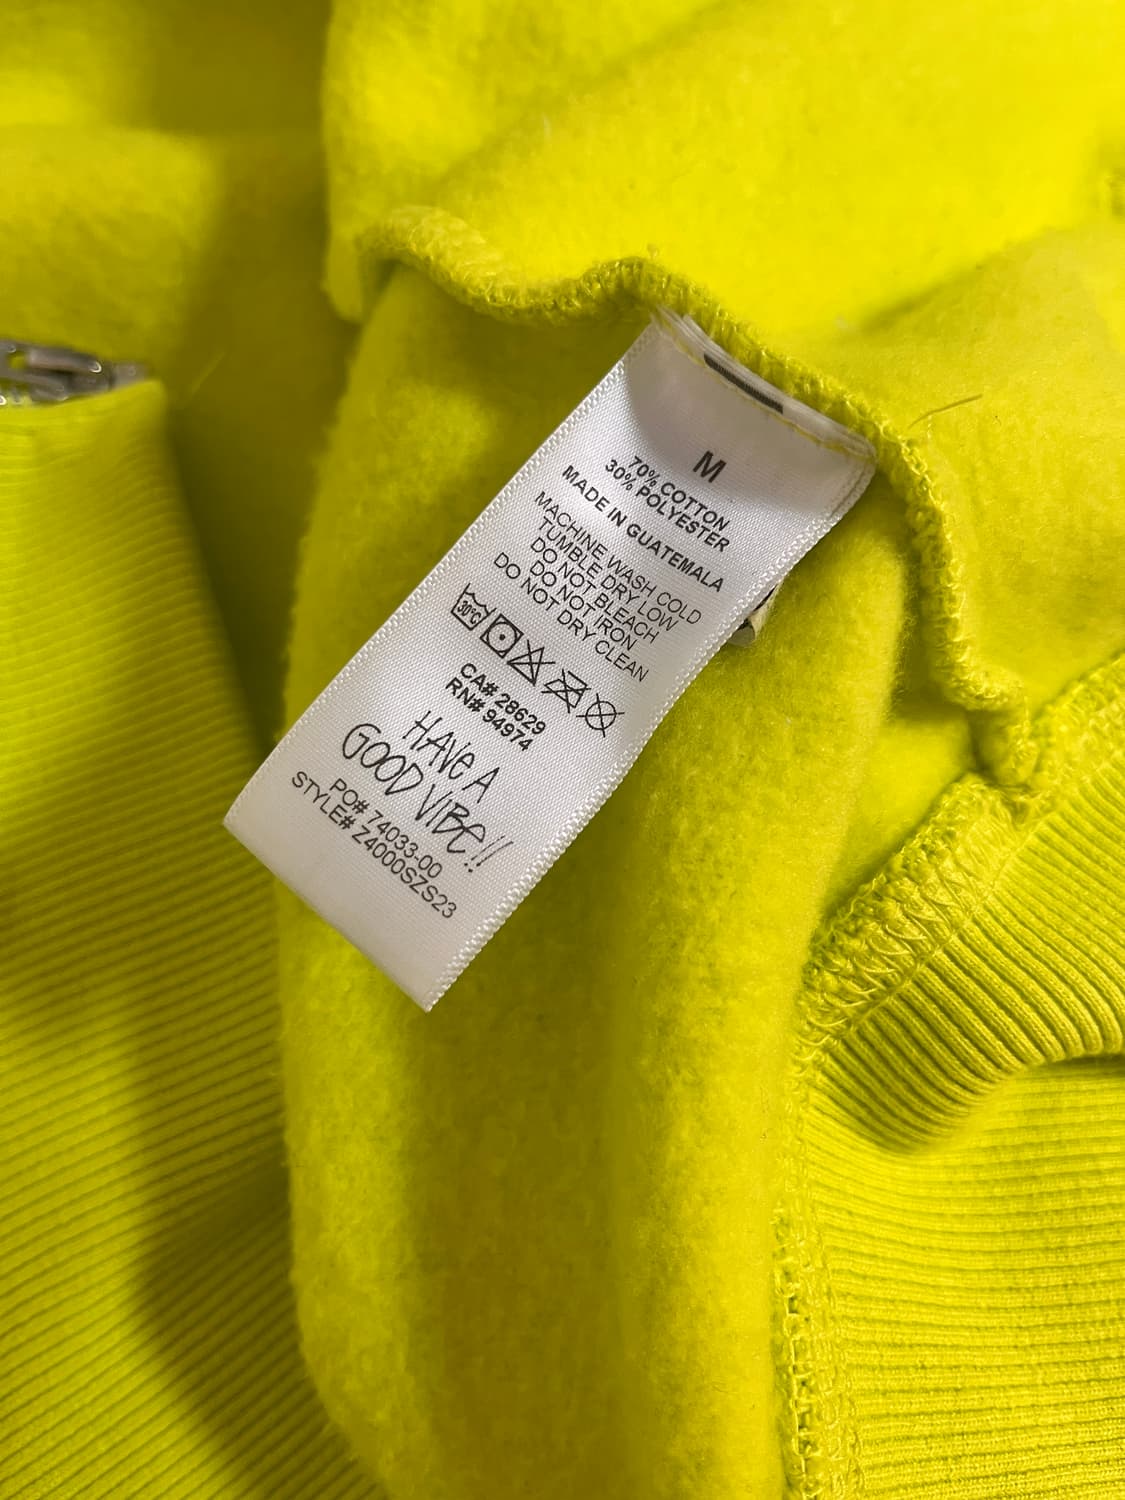 M
70% COTTON
30% POLYESTER
MADE IN GUATEMALA
MACHINE WASH COLD
TUMBLE DRY LOW
DO NOT BLEACH
DO NOT IRON
DO NOT DRY CLEAN
30°C
CA# 28629
RN# 94974
HAVE A
GOOD VIBE!!
PO# 74033-00
STYLE# Z4000SZS23